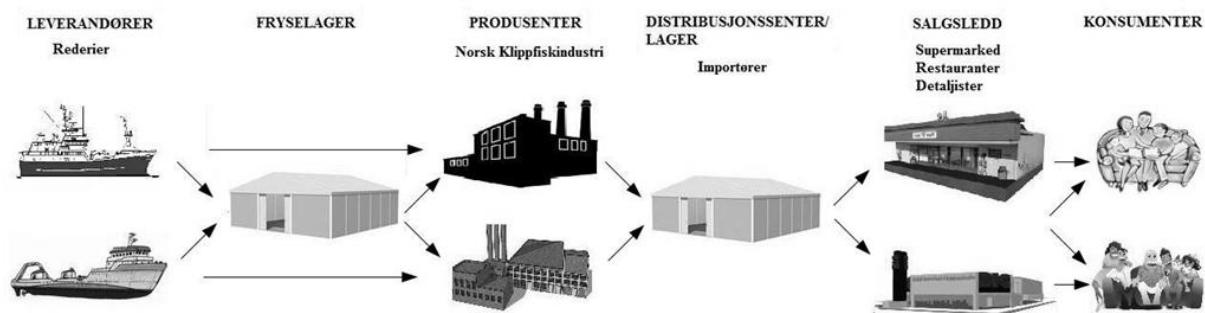 LEVERANDØRER
Rederier
FRYSELAGER
PRODUSENTER
Norsk Klippfiskindustri
DISTRIBUSJONSSENTER/
LAGER
Importører
SALGSLEDD
Supermarked
Restauranter
Detaljister
KONSUMENTER